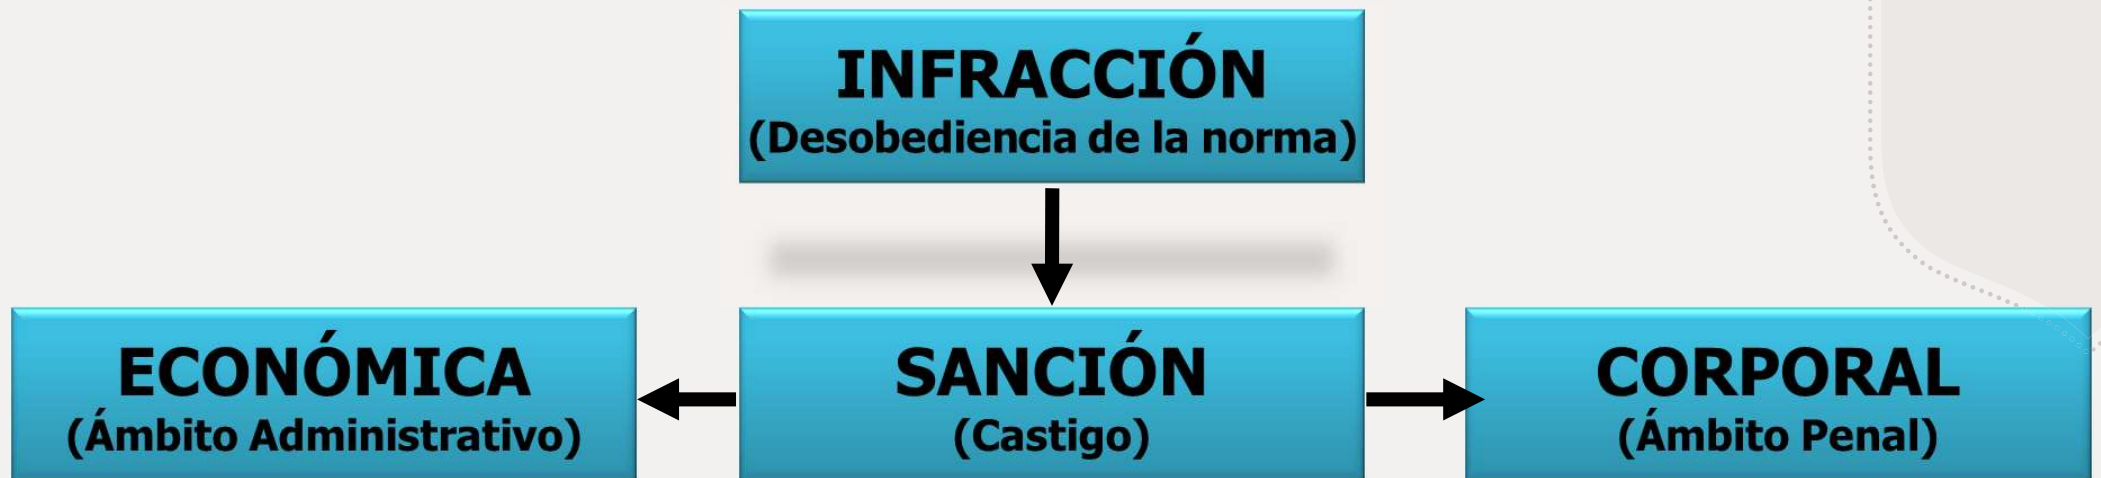 INFRACCIÓN
(Desobediencia de la norma)
ECONÓMICA
(Ámbito Administrativo)
SANCIÓN
(Castigo)
CORPORAL
(Ámbito Penal)